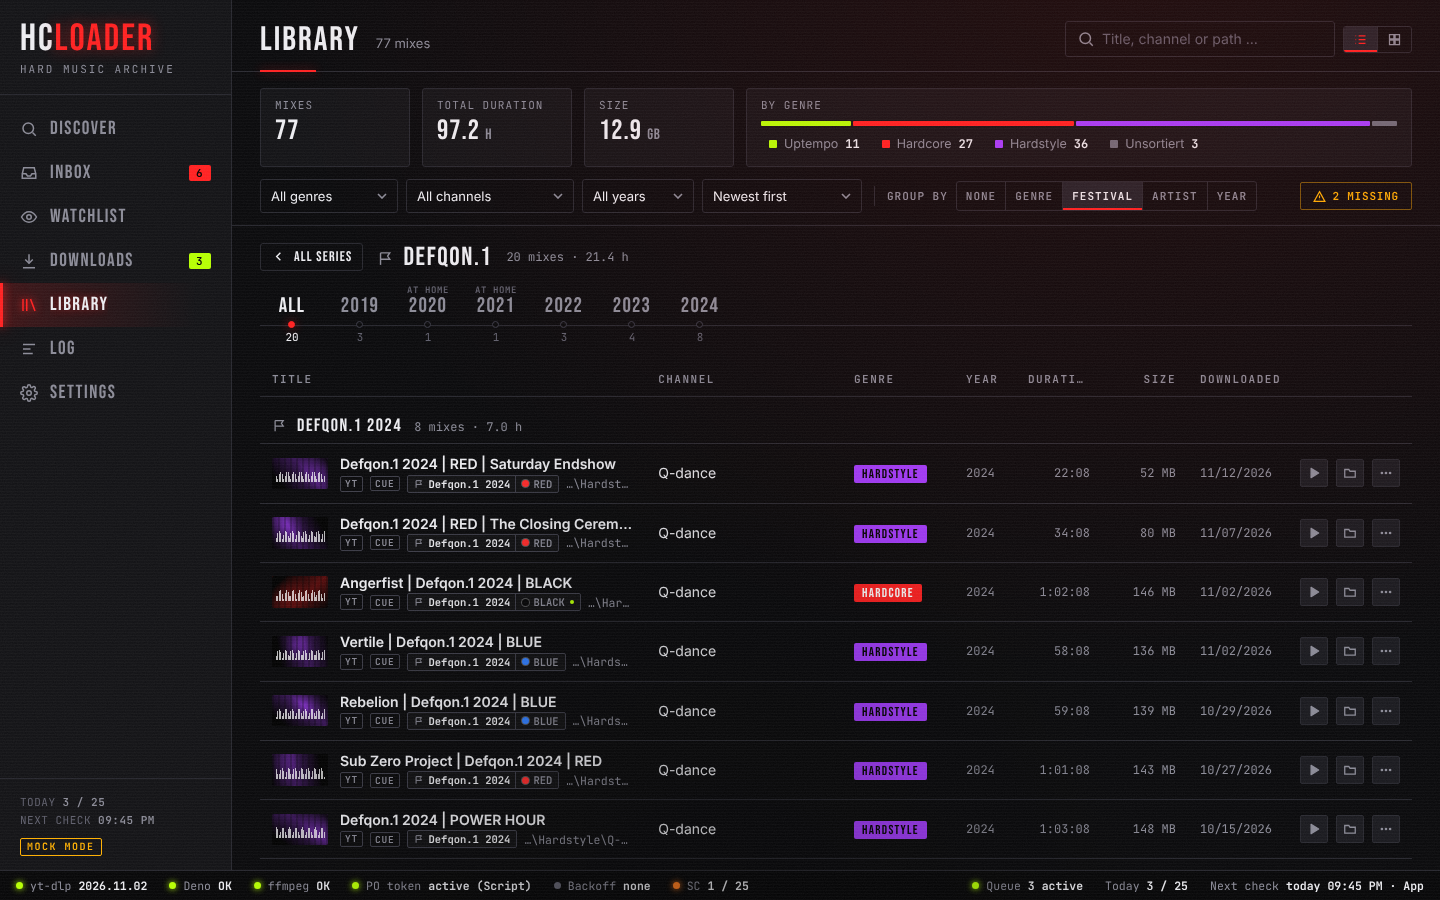 HCLOADER
HARD MUSIC ARCHIVE
DISCOVER
INBOX 6
WATCHLIST
DOWNLOADS 3
LIBRARY
LOG
SETTINGS
TODAY 3 / 25
NEXT CHECK 09:45 PM
MOCK MODE
LIBRARY 77 mixes
Title, channel or path ...
MIXES
77
TOTAL DURATION
97.2 H
SIZE
12.9 GB
BY GENRE
Uptempo 11 Hardcore 27 Hardstyle 36 Unsortiert 3
All genres All channels All years Newest first GROUP BY NONE GENRE FESTIVAL ARTIST YEAR 2 MISSING
ALL SERIES DEFQON.1 20 mixes · 21.4 h
AT HOME AT HOME
ALL 2019 2020 2021 2022 2023 2024
20 3 1 1 3 4 8
TITLE CHANNEL GENRE YEAR DURATI… SIZE DOWNLOADED
DEFQON.1 2024 8 mixes · 7.0 h
Defqon.1 2024 | RED | Saturday Endshow
YT CUE Defqon.1 2024 RED …\Hardst…
Q-dance HARDSTYLE 2024 22:08 52 MB 11/12/2026
Defqon.1 2024 | RED | The Closing Cerem…
YT CUE Defqon.1 2024 RED …\Hardst…
Q-dance HARDSTYLE 2024 34:08 80 MB 11/07/2026
Angerfist | Defqon.1 2024 | BLACK
YT CUE Defqon.1 2024 BLACK …\Har…
Q-dance HARDCORE 2024 1:02:08 146 MB 11/02/2026
Vertile | Defqon.1 2024 | BLUE
YT CUE Defqon.1 2024 BLUE …\Hards…
Q-dance HARDSTYLE 2024 58:08 136 MB 11/02/2026
Rebelion | Defqon.1 2024 | BLUE
YT CUE Defqon.1 2024 BLUE …\Hards…
Q-dance HARDSTYLE 2024 59:08 139 MB 10/29/2026
Sub Zero Project | Defqon.1 2024 | RED
YT CUE Defqon.1 2024 RED …\Hardst…
Q-dance HARDSTYLE 2024 1:01:08 143 MB 10/27/2026
Defqon.1 2024 | POWER HOUR
YT CUE Defqon.1 2024 …\Hardstyle\Q-…
Q-dance HARDSTYLE 2024 1:03:08 148 MB 10/15/2026
yt-dlp 2026.11.02 Deno OK ffmpeg OK PO token active (Script) Backoff none SC 1 / 25 Queue 3 active Today 3 / 25 Next check today 09:45 PM · App